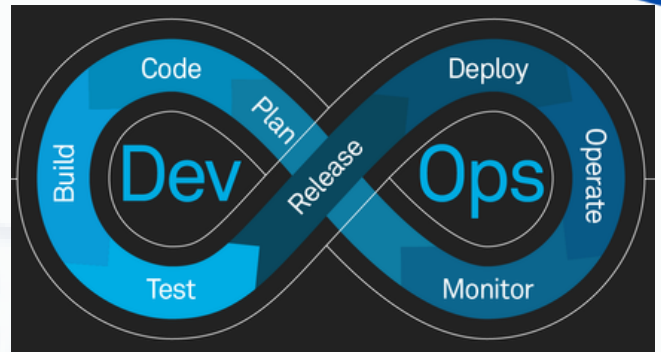 Code
Plan
Build
Dev
Test
Release
Deploy
Ops
Operate
Monitor